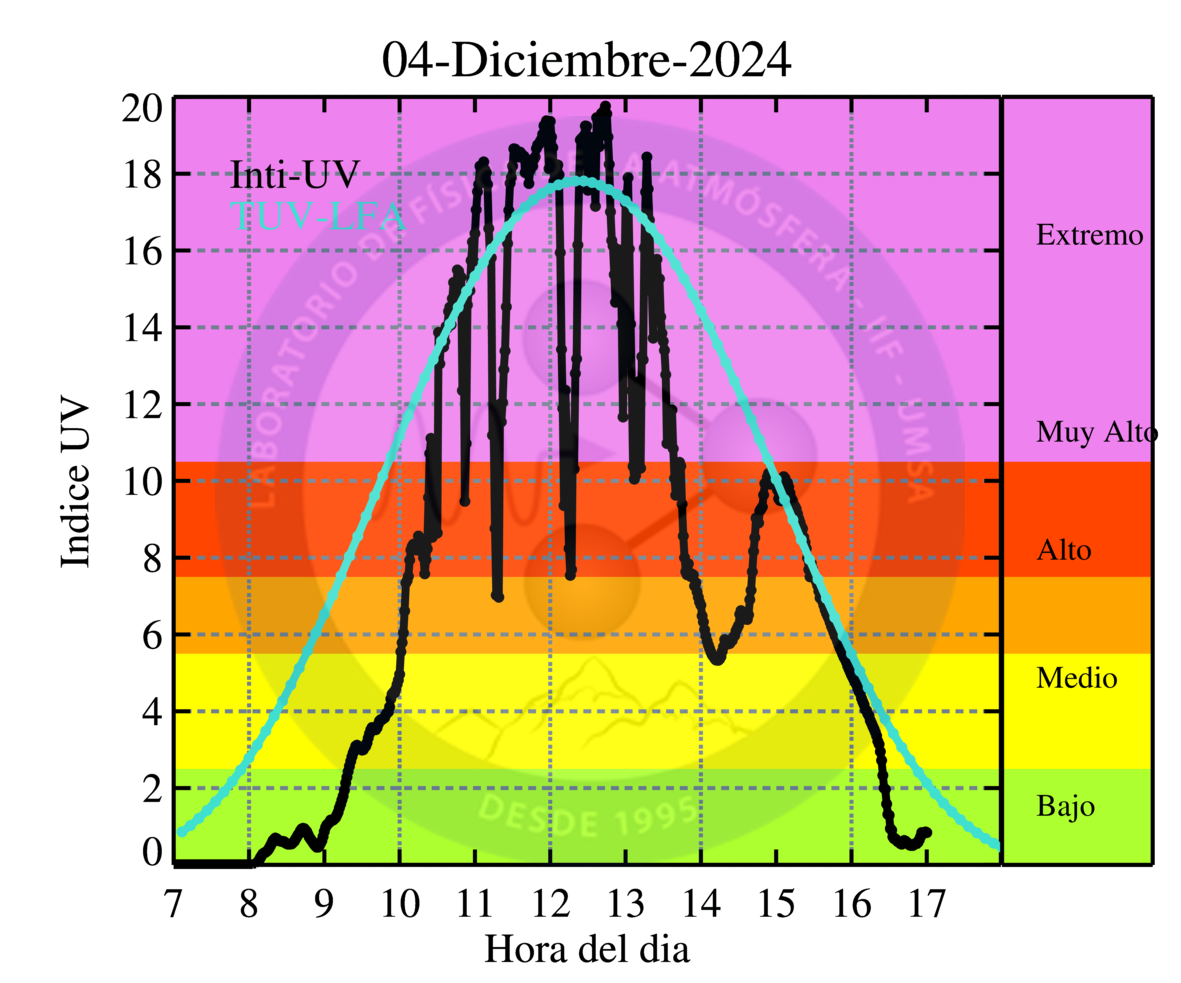 04-Diciembre-2024
20
18
16
14
12
10
8
6
4
2
0
Indice UV
Inti-UV
TUV-LFA
LABORATORIO DE FÍSICA DE LA ATMÓSFERA - IIF - UMSA
DESDE 1995
Extremo
Muy Alto
Alto
Medio
Bajo
7 8 9 10 11 12 13 14 15 16 17
Hora del dia